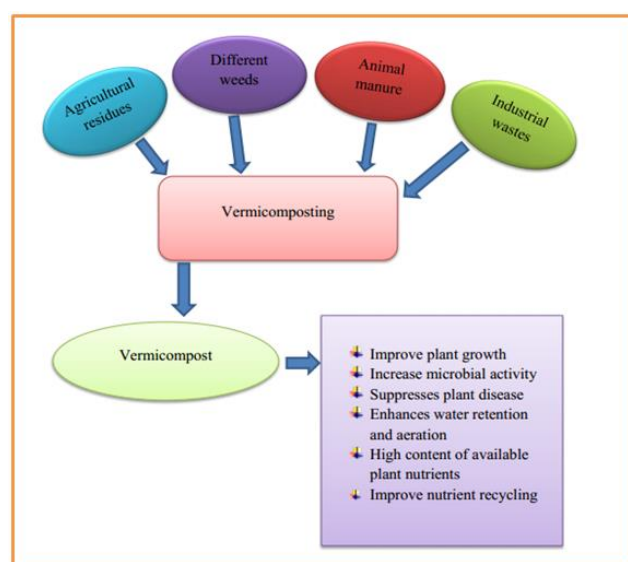 Agricultural
residues
Different
weeds
Animal
manure
Industrial
wastes
Vermicomposting
Vermicompost
Improve plant growth
Increase microbial activity
Suppresses plant disease
Enhances water retention
and aeration
High content of available
plant nutrients
Improve nutrient recycling